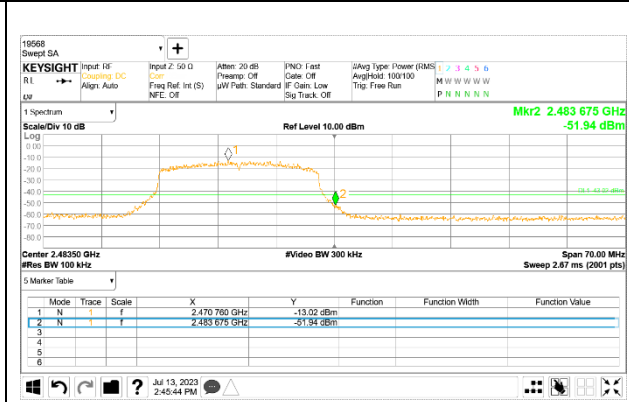 19568
Swept SA
KEYSIGHT
Input: RF
Input Z: 50 Ω
Atten: 20 dB
PNO: Fast
#Avg Type: Power (RMS
1 2 3 4 5 6
RL
Coupling: DC
Corr
Preamp: Off
Gate: Off
Avg|Hold: 100/100
M W W W W W
Align: Auto
Freq Ref: Int (S)
µW Path: Standard
IF Gain: Low
Trig: Free Run
NFE: Off
Sig Track: Off
P N N N N N
1 Spectrum
Mkr2 2.483 675 GHz
Scale/Div 10 dB
Ref Level 10.00 dBm
-51.94 dBm
Log
0.00
-10.0
-20.0
-30.0
-40.0
-50.0
-60.0
-70.0
-80.0
1
2
Center 2.48350 GHz
#Video BW 300 kHz
Span 70.00 MHz
#Res BW 100 kHz
Sweep 2.67 ms (2001 pts)
5 Marker Table
Mode Trace Scale X Y Function Function Width Function Value
1 N 1 f 2.470 760 GHz -13.02 dBm
2 N 1 f 2.483 675 GHz -51.94 dBm
3
4
5
6
?
Jul 13, 2023
2:45:44 PM